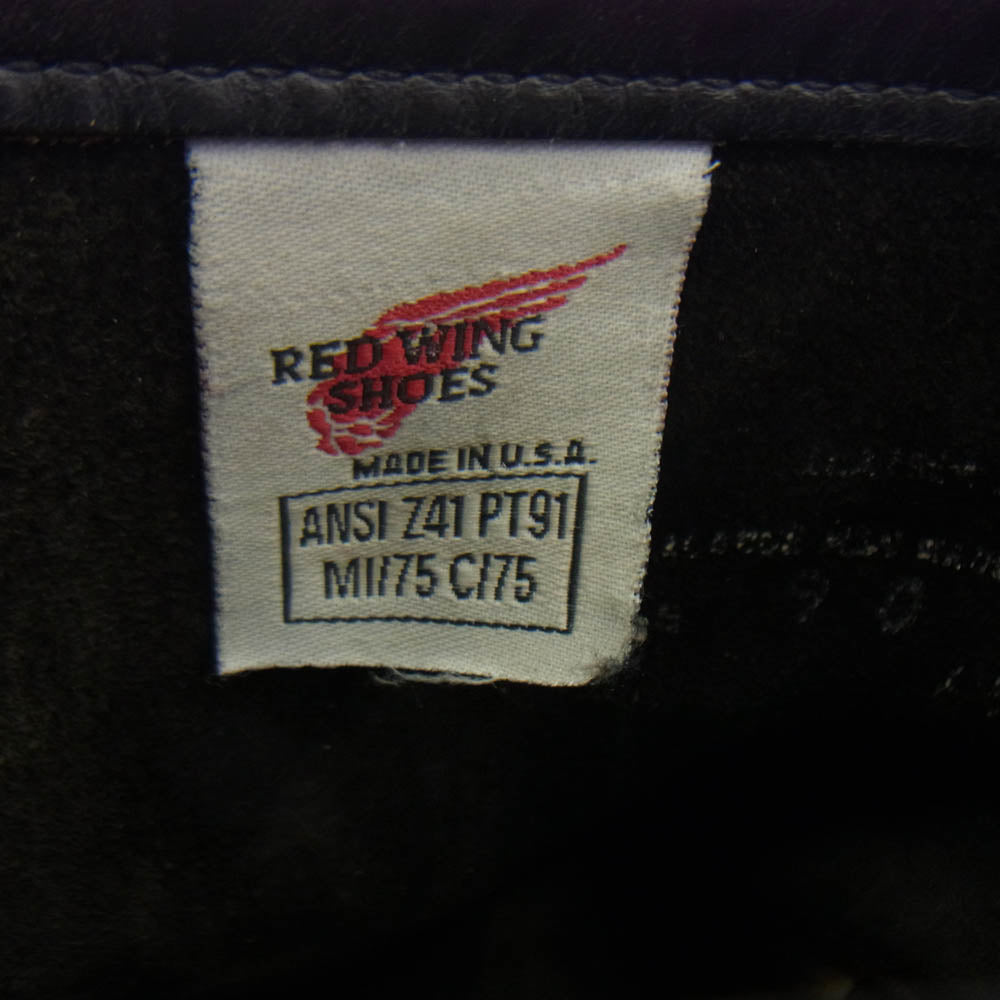 RED WING
SHOES
MADE IN U.S.A.
ANSI Z41 PT91
MI/75 C/75